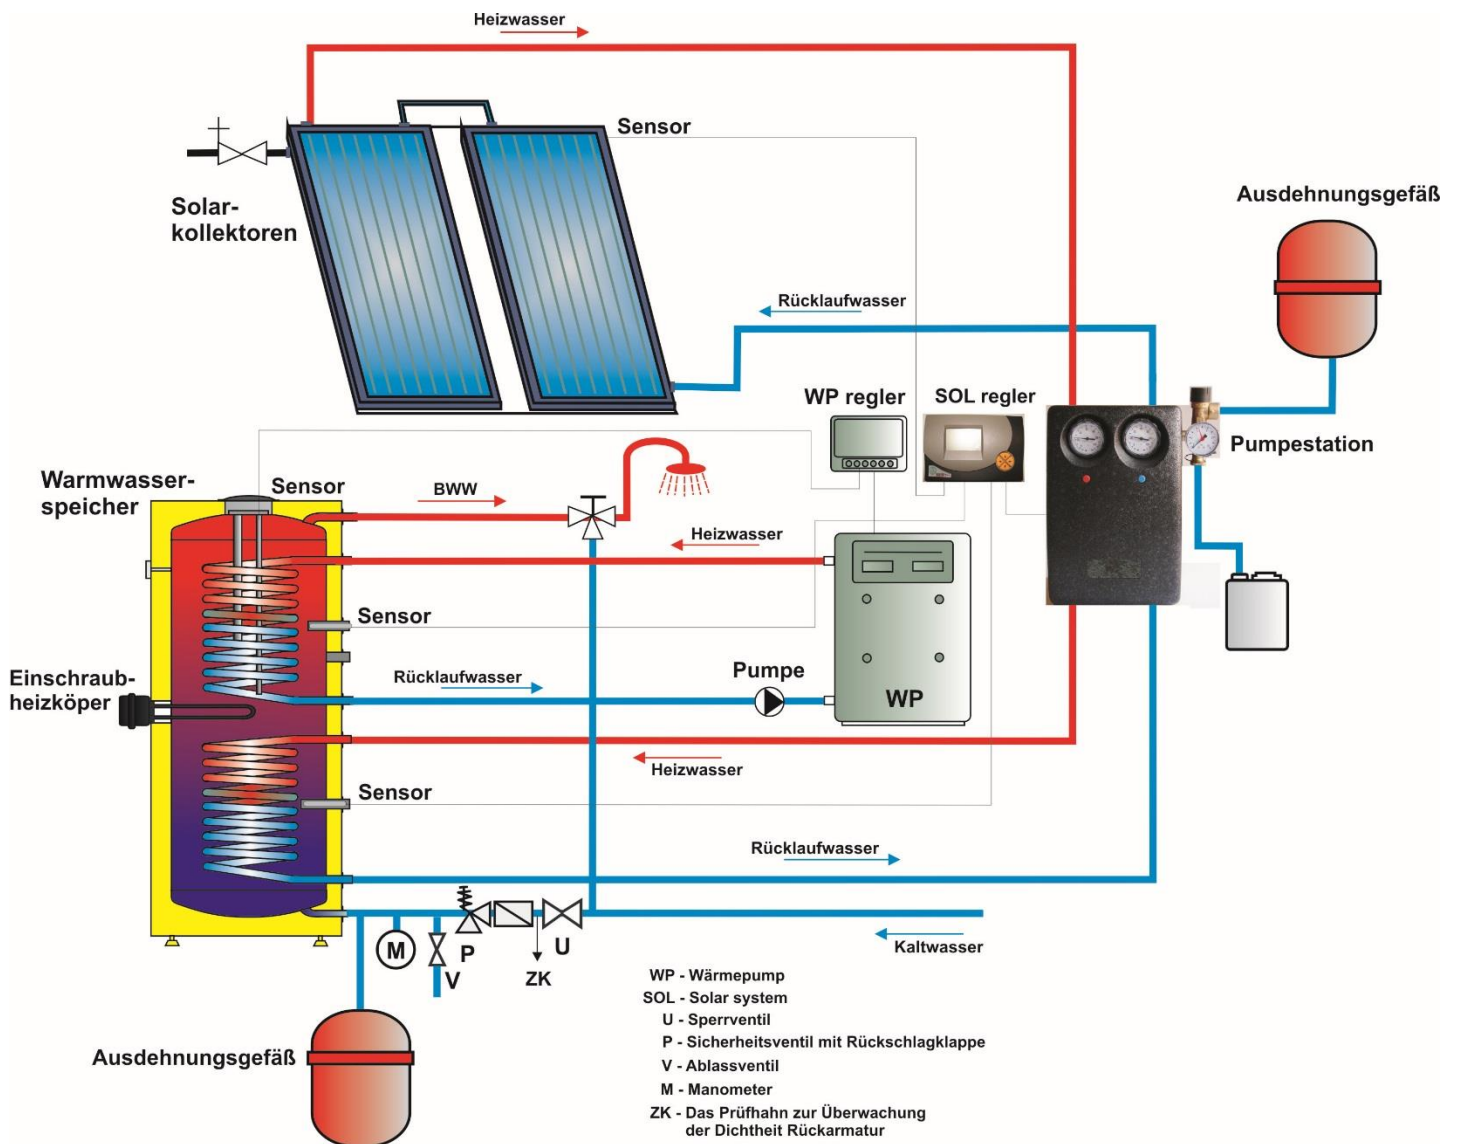 Heizwasser
Sensor
Solar-
kollektoren
Ausdehnungsgefäß
Rücklaufwasser
WP regler
SOL regler
Pumpestation
Warmwasser-
speicher
Sensor
BWW
Heizwasser
Sensor
Einschraub-
heizköper
Rücklaufwasser
Pumpe
WP
Heizwasser
Sensor
Rücklaufwasser
M
P
U
V
ZK
Kaltwasser
Ausdehnungsgefäß
WP - Wärmepump
SOL - Solar system
U - Sperrventil
P - Sicherheitsventil mit Rückschlagklappe
V - Ablassventil
M - Manometer
ZK - Das Prüfhahn zur Überwachung
der Dichtheit Rückarmatur